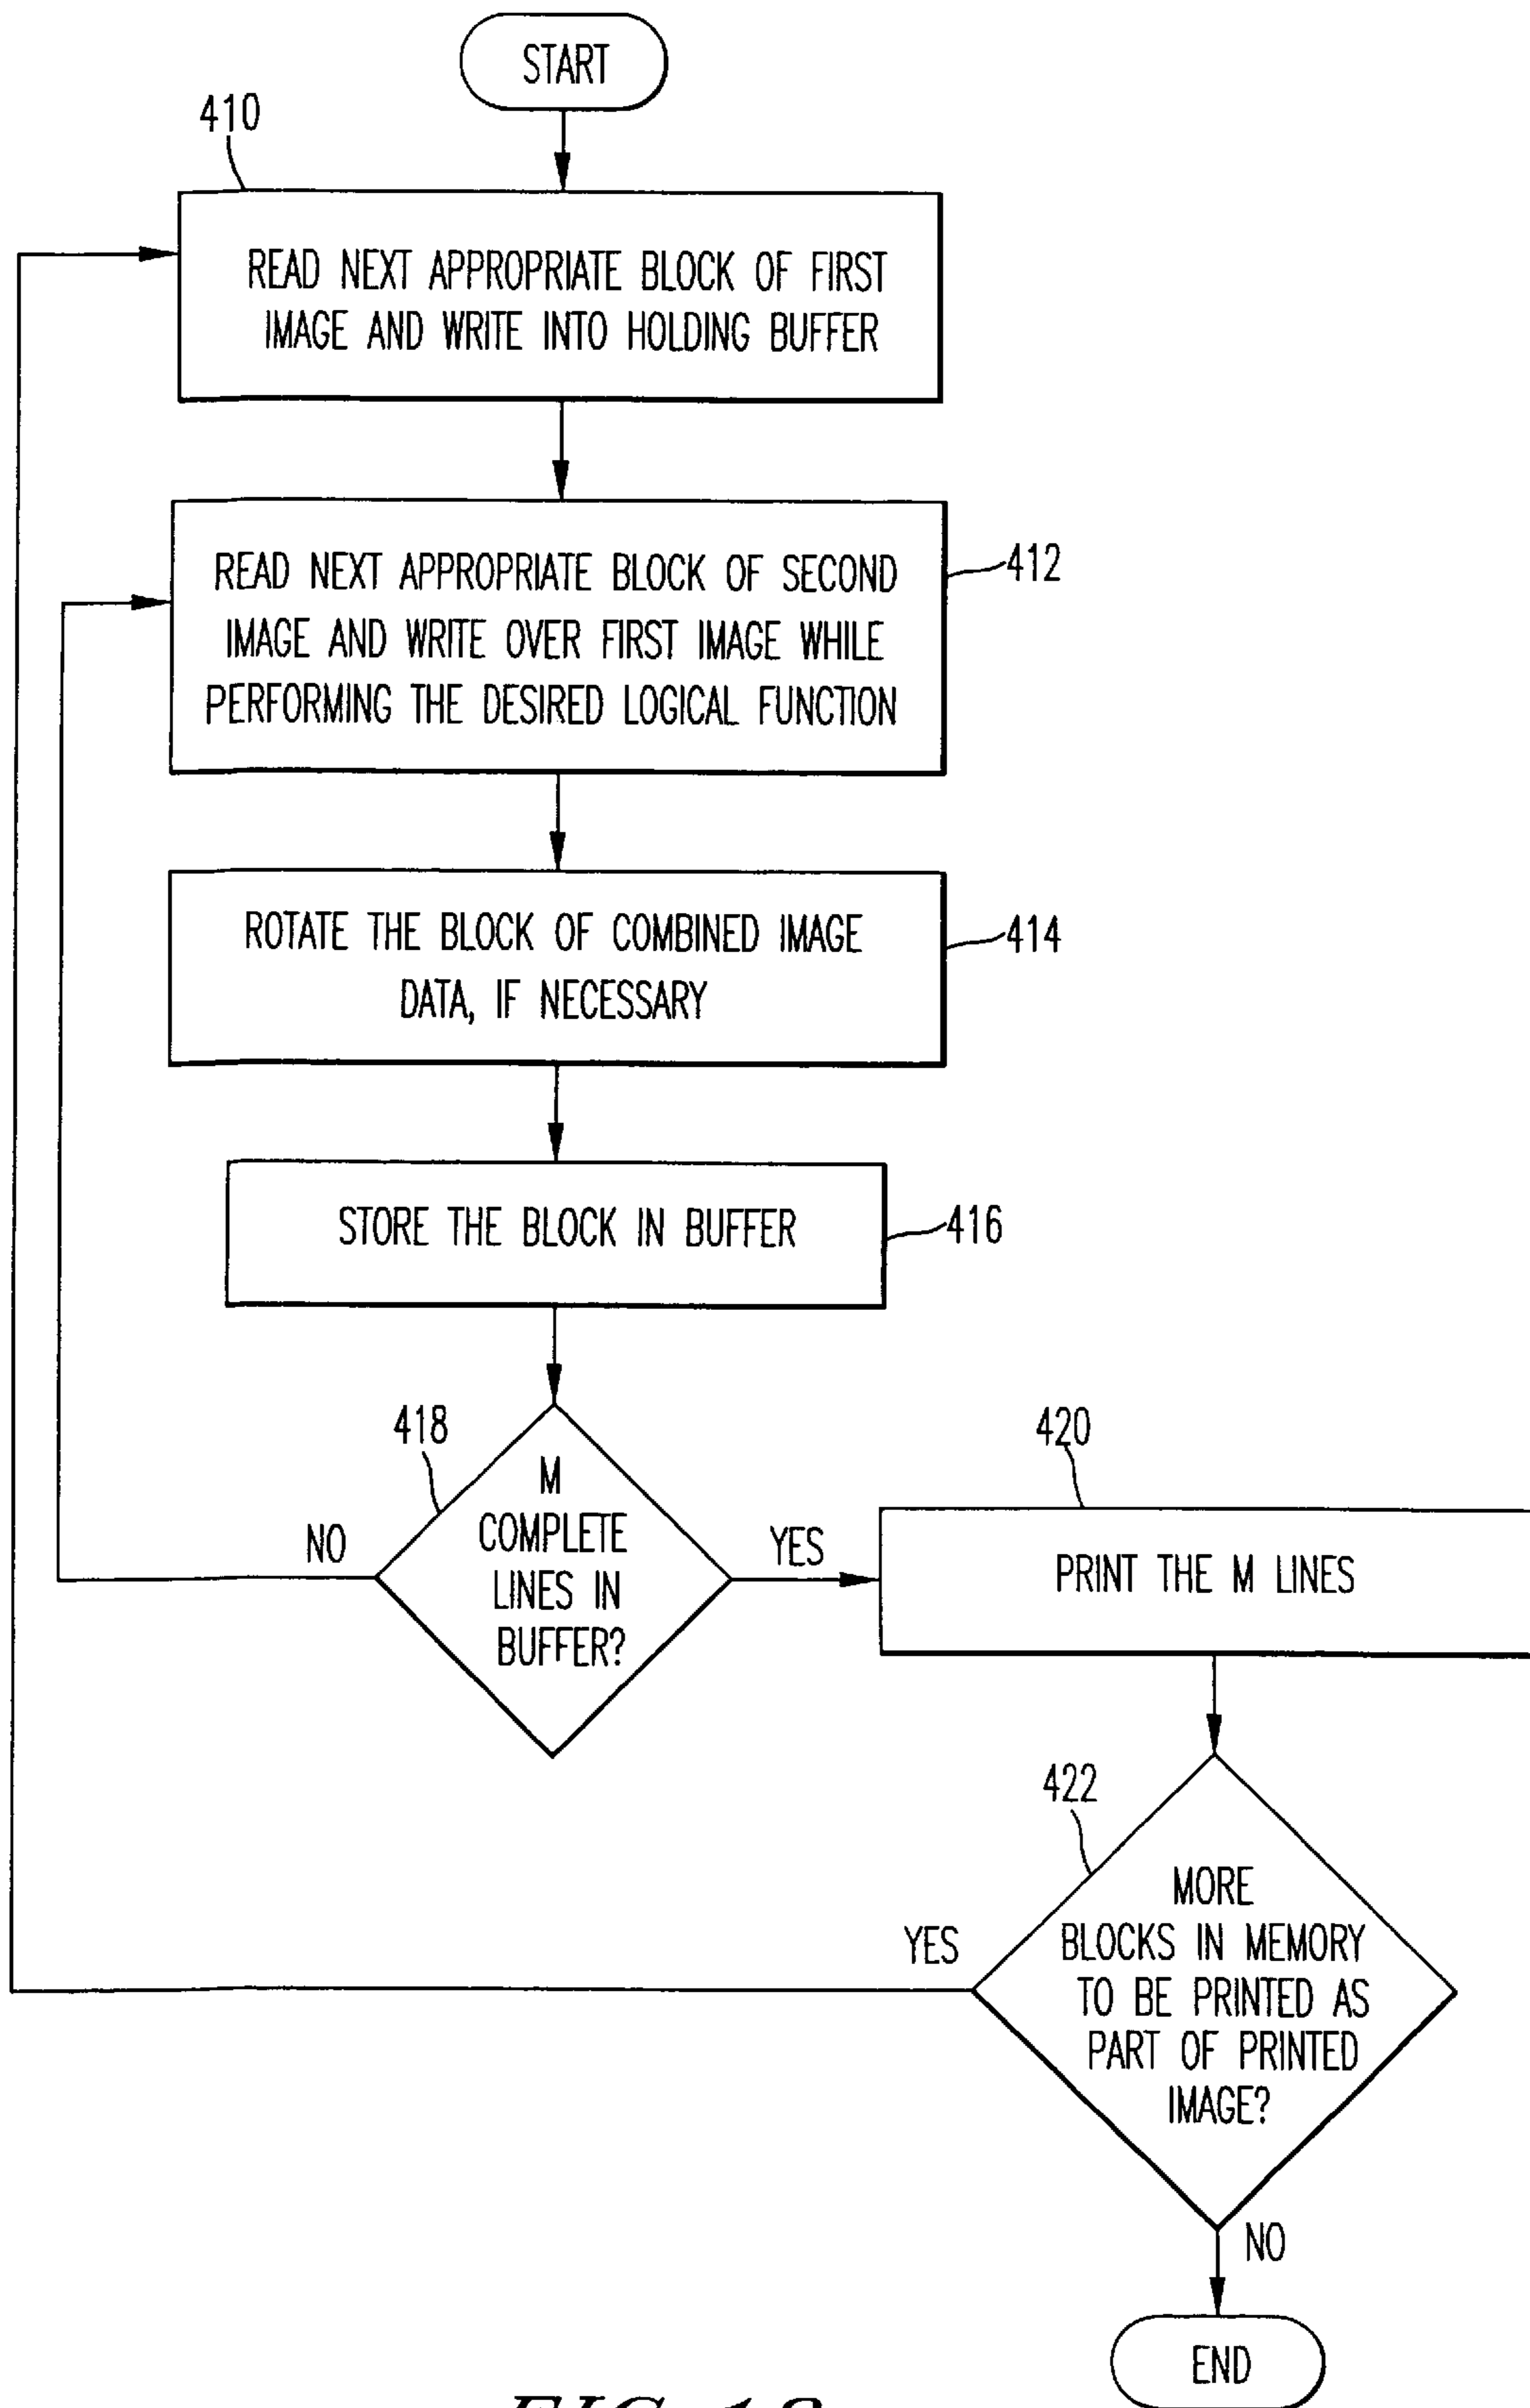 START
410
READ NEXT APPROPRIATE BLOCK OF FIRST
IMAGE AND WRITE INTO HOLDING BUFFER
READ NEXT APPROPRIATE BLOCK OF SECOND
IMAGE AND WRITE OVER FIRST IMAGE WHILE
PERFORMING THE DESIRED LOGICAL FUNCTION
412
ROTATE THE BLOCK OF COMBINED IMAGE
DATA, IF NECESSARY
414
STORE THE BLOCK IN BUFFER
416
418
M
COMPLETE
LINES IN
BUFFER?
NO
YES
420
PRINT THE M LINES
422
MORE
BLOCKS IN MEMORY
TO BE PRINTED AS
PART OF PRINTED
IMAGE?
YES
NO
END